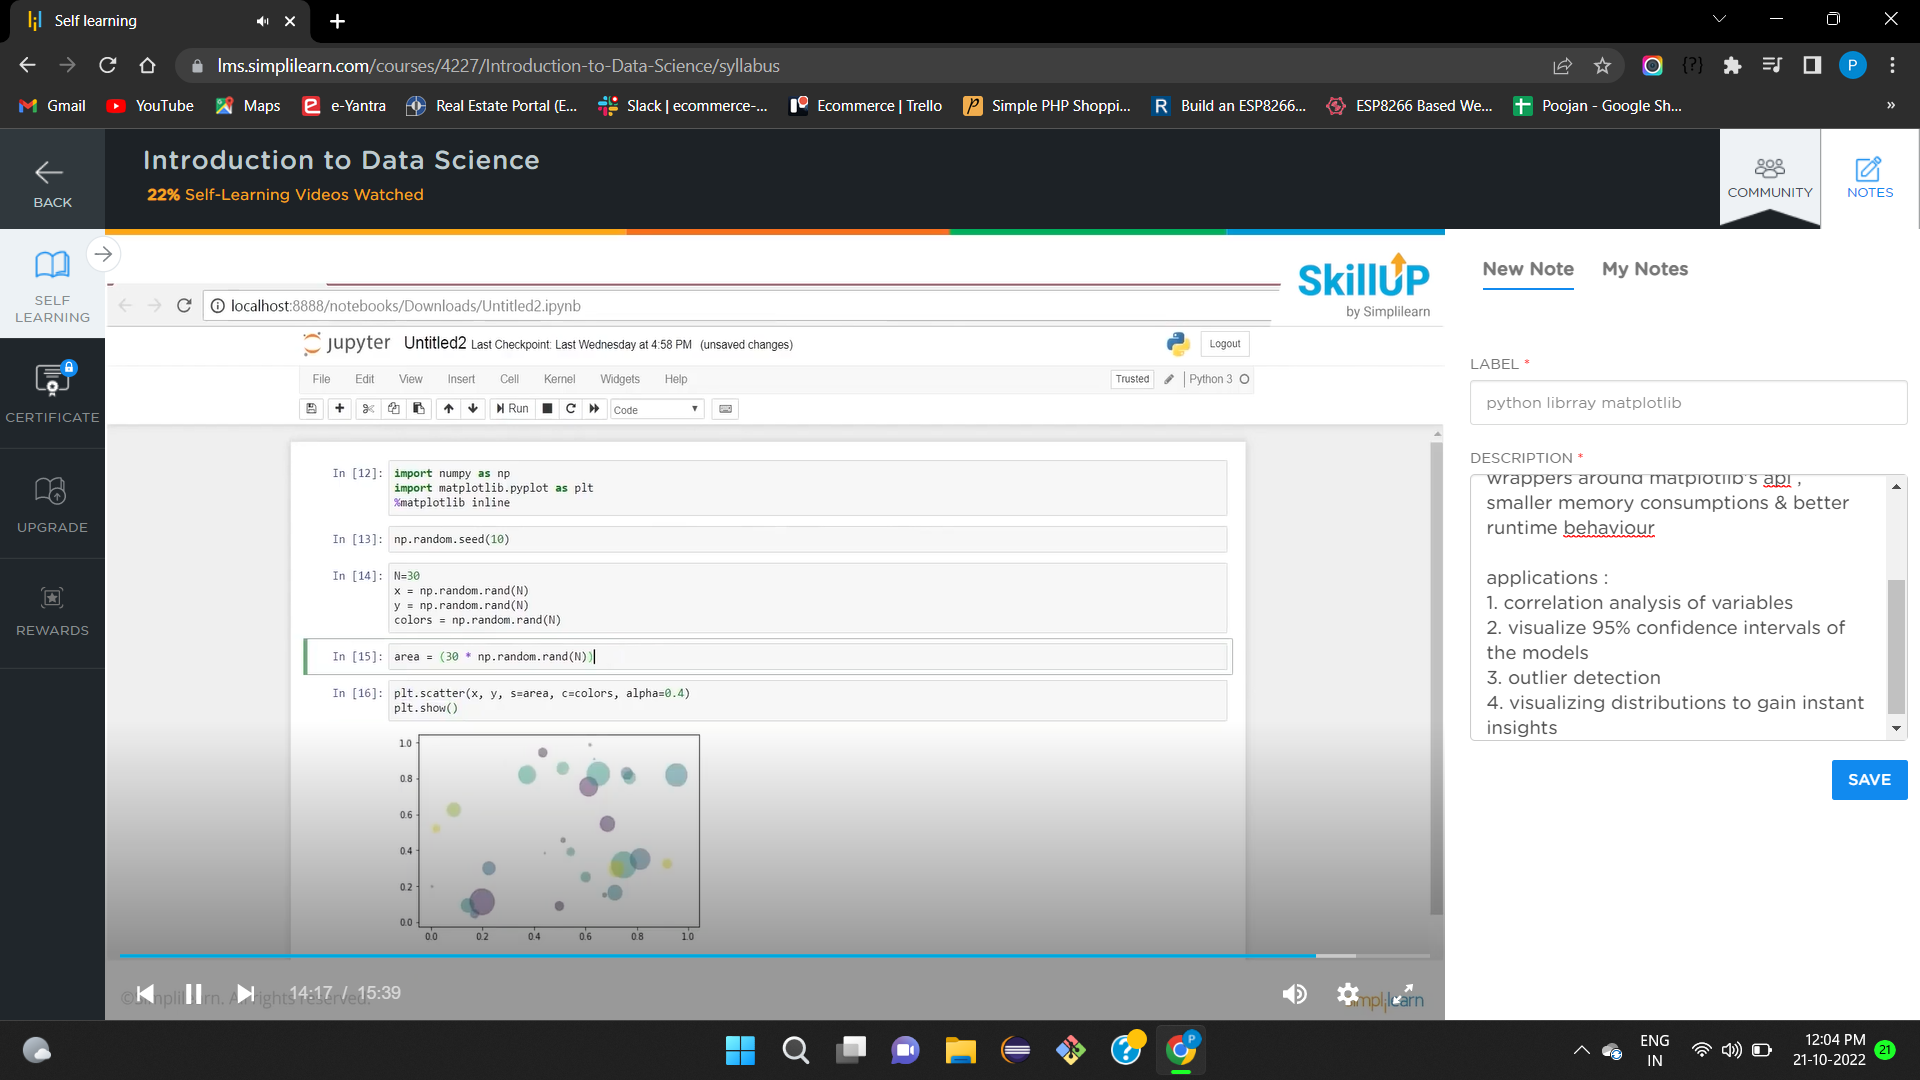 Self learning
lms.simplilearn.com/courses/4227/Introduction-to-Data-Science/syllabus
P
Gmail YouTube Maps e-Yantra Real Estate Portal (E... Slack | ecommerce-... Ecommerce | Trello Simple PHP Shoppi... Build an ESP8266... ESP8266 Based We... Poojan - Google Sh... »
BACK
Introduction to Data Science
22% Self-Learning Videos Watched
COMMUNITY
NOTES
SELF
LEARNING
CERTIFICATE
UPGRADE
REWARDS
SkillUP
by Simplilearn
localhost:8888/notebooks/Downloads/Untitled2.ipynb
jupyter Untitled2 Last Checkpoint: Last Wednesday at 4:58 PM (unsaved changes)
Logout
File Edit View Insert Cell Kernel Widgets Help
Trusted Python 3
Run Code
In [12]: import numpy as np
import matplotlib.pyplot as plt
%matplotlib inline
In [13]: np.random.seed(10)
In [14]: N=30
x = np.random.rand(N)
y = np.random.rand(N)
colors = np.random.rand(N)
In [15]: area = (30 * np.random.rand(N))
In [16]: plt.scatter(x, y, s=area, c=colors, alpha=0.4)
plt.show()
1.0
0.8
0.6
0.4
0.2
0.0
0.0 0.2 0.4 0.6 0.8 1.0
14:17 / 15:39
New Note My Notes
LABEL *
python librray matplotlib
DESCRIPTION *
wrappers around matplotlib's api ,
smaller memory consumptions & better
runtime behaviour
applications :
1. correlation analysis of variables
2. visualize 95% confidence intervals of
the models
3. outlier detection
4. visualizing distributions to gain instant
insights
SAVE
ENG
IN
12:04 PM
21-10-2022
21